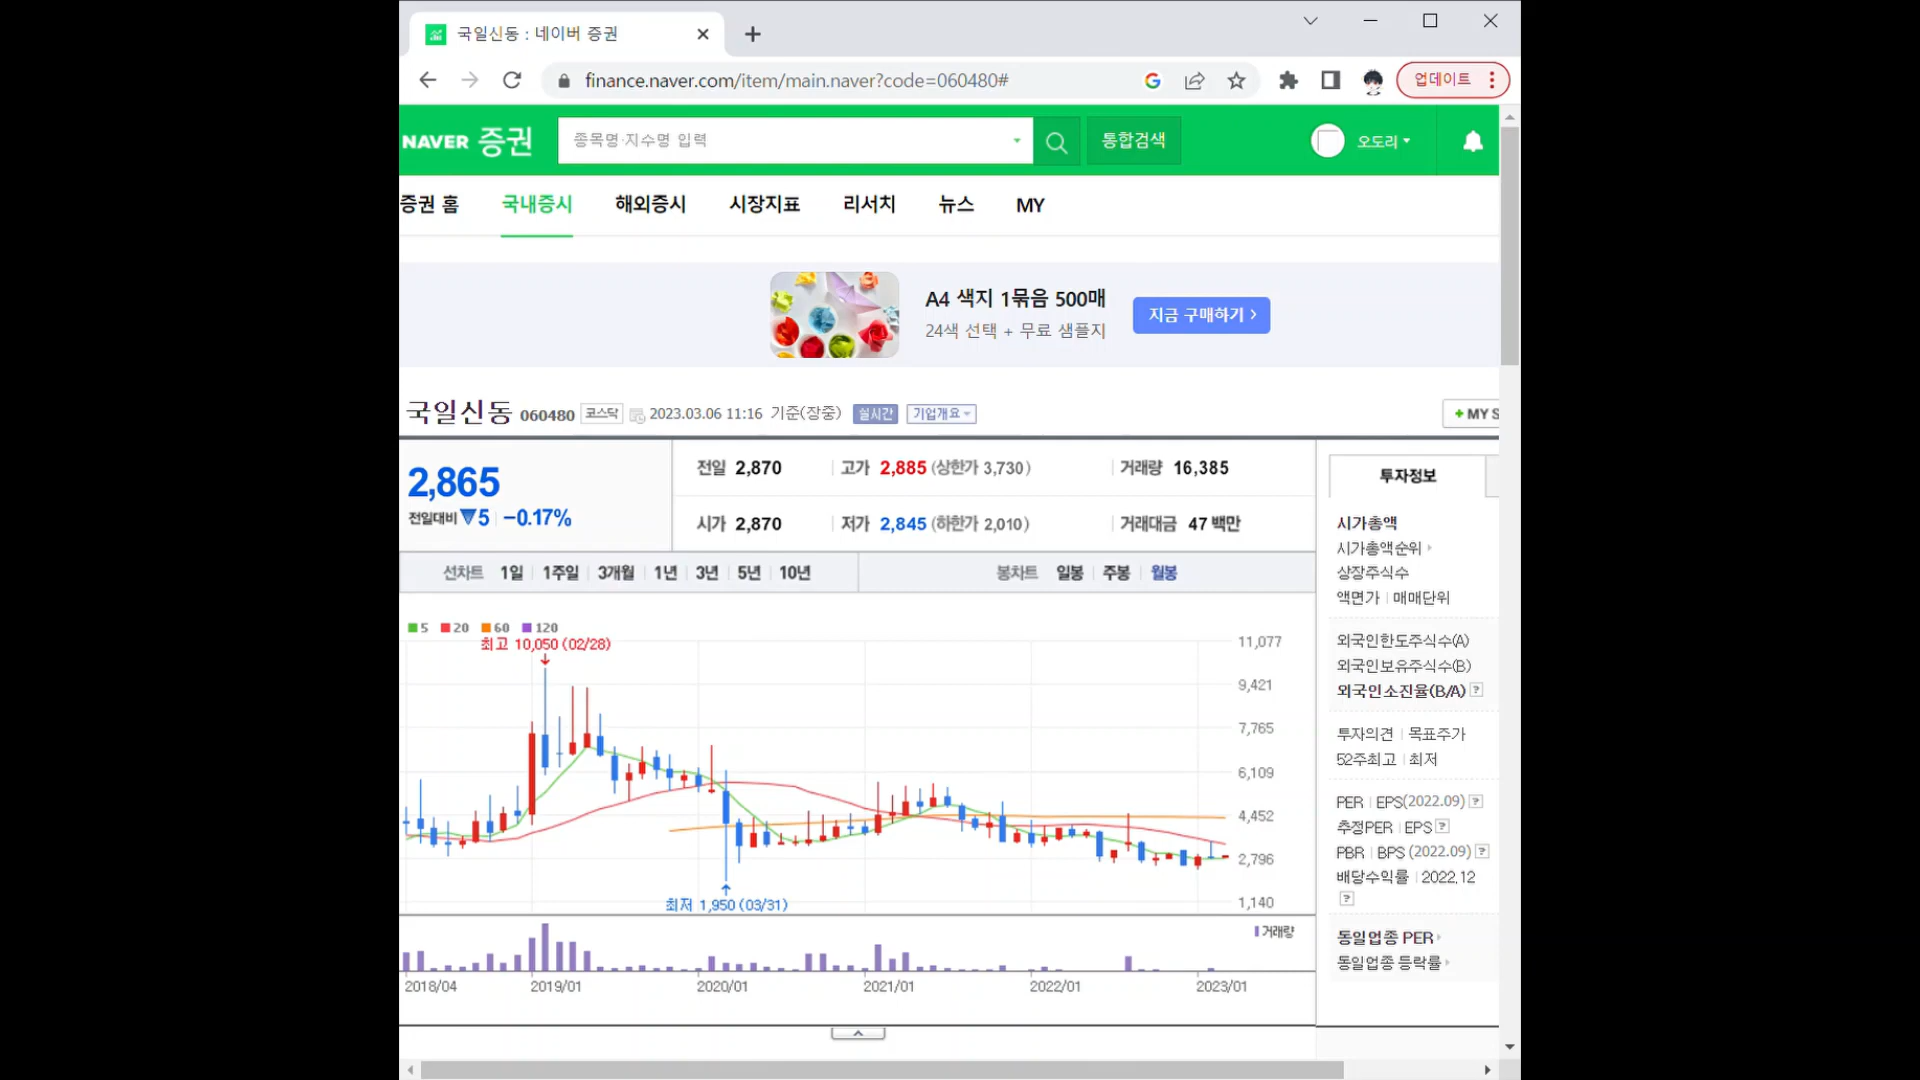 국일신동 : 네이버 증권
finance.naver.com/item/main.naver?code=060480#
업데이트
NAVER 증권
종목명·지수명 입력
통합검색
오도리
증권 홈 국내증시 해외증시 시장지표 리서치 뉴스 MY
A4 색지 1묶음 500매
24색 선택 + 무료 샘플지
지금 구매하기 >
국일신동 060480 코스닥 2023.03.06 11:16 기준(장중) 실시간 기업개요
+ MY S
2,865
전일대비 ▼5 -0.17%
전일 2,870 고가 2,885 (상한가 3,730) 거래량 16,385
시가 2,870 저가 2,845 (하한가 2,010) 거래대금 47 백만
선차트 1일 1주일 3개월 1년 3년 5년 10년 봉차트 일봉 주봉 월봉
5 20 60 120
최고 10,050 (02/28)
11,077
9,421
7,765
6,109
4,452
2,796
1,140
최저 1,950 (03/31)
거래량
2018/04 2019/01 2020/01 2021/01 2022/01 2023/01
투자정보
시가총액
시가총액순위
상장주식수
액면가 | 매매단위
외국인한도주식수(A)
외국인보유주식수(B)
외국인소진율(B/A) ?
투자의견 | 목표주가
52주최고 | 최저
PER | EPS(2022.09) ?
추정PER | EPS ?
PBR | BPS (2022.09) ?
배당수익률 | 2022.12
?
동일업종 PER
동일업종 등락률